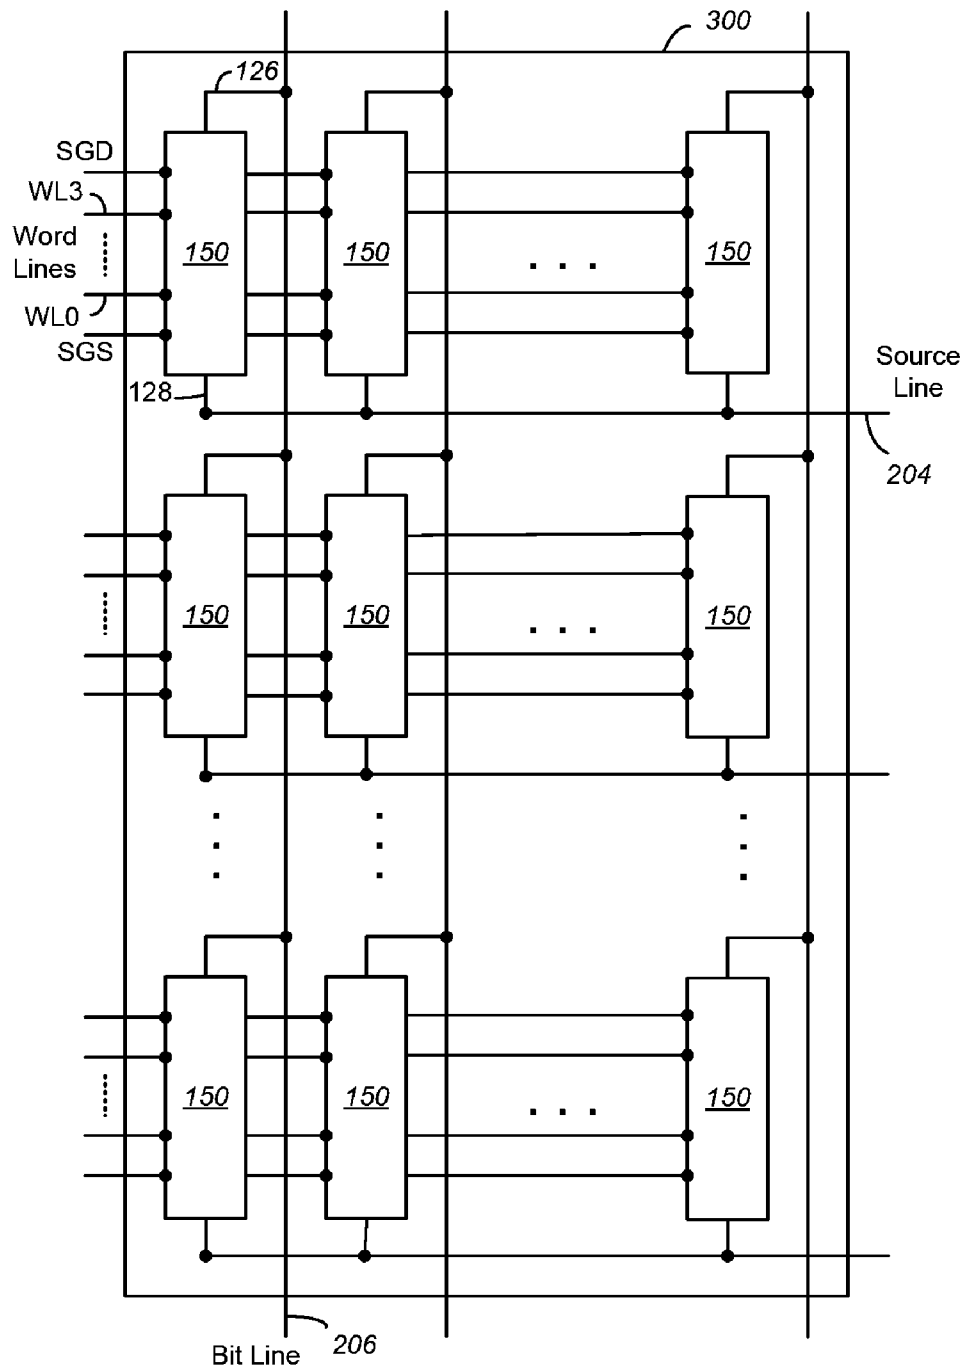 300
126
SGD
WL3
Word
Lines
WL0
SGS
150 150 150
. . .
128
Source
Line
204
150 150 150
. . .
150 150 150
. . .
206
Bit Line